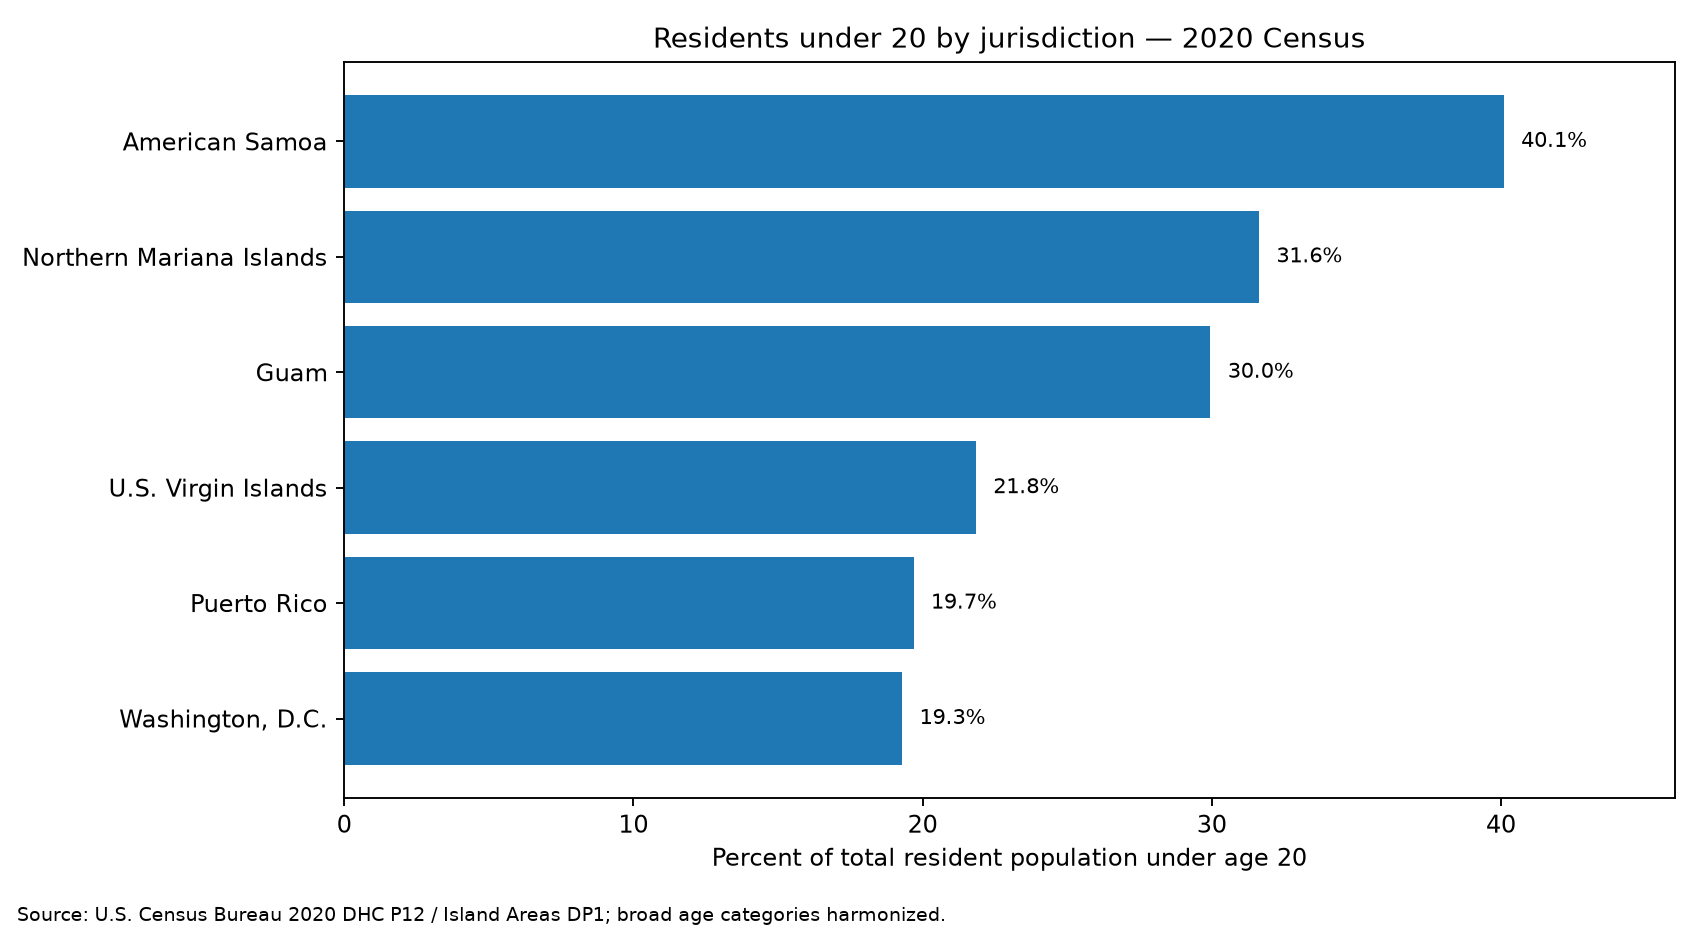 Residents under 20 by jurisdiction — 2020 Census
American Samoa
40.1%
Northern Mariana Islands
31.6%
Guam
30.0%
U.S. Virgin Islands
21.8%
Puerto Rico
19.7%
Washington, D.C.
19.3%
0 10 20 30 40
Percent of total resident population under age 20
Source: U.S. Census Bureau 2020 DHC P12 / Island Areas DP1; broad age categories harmonized.